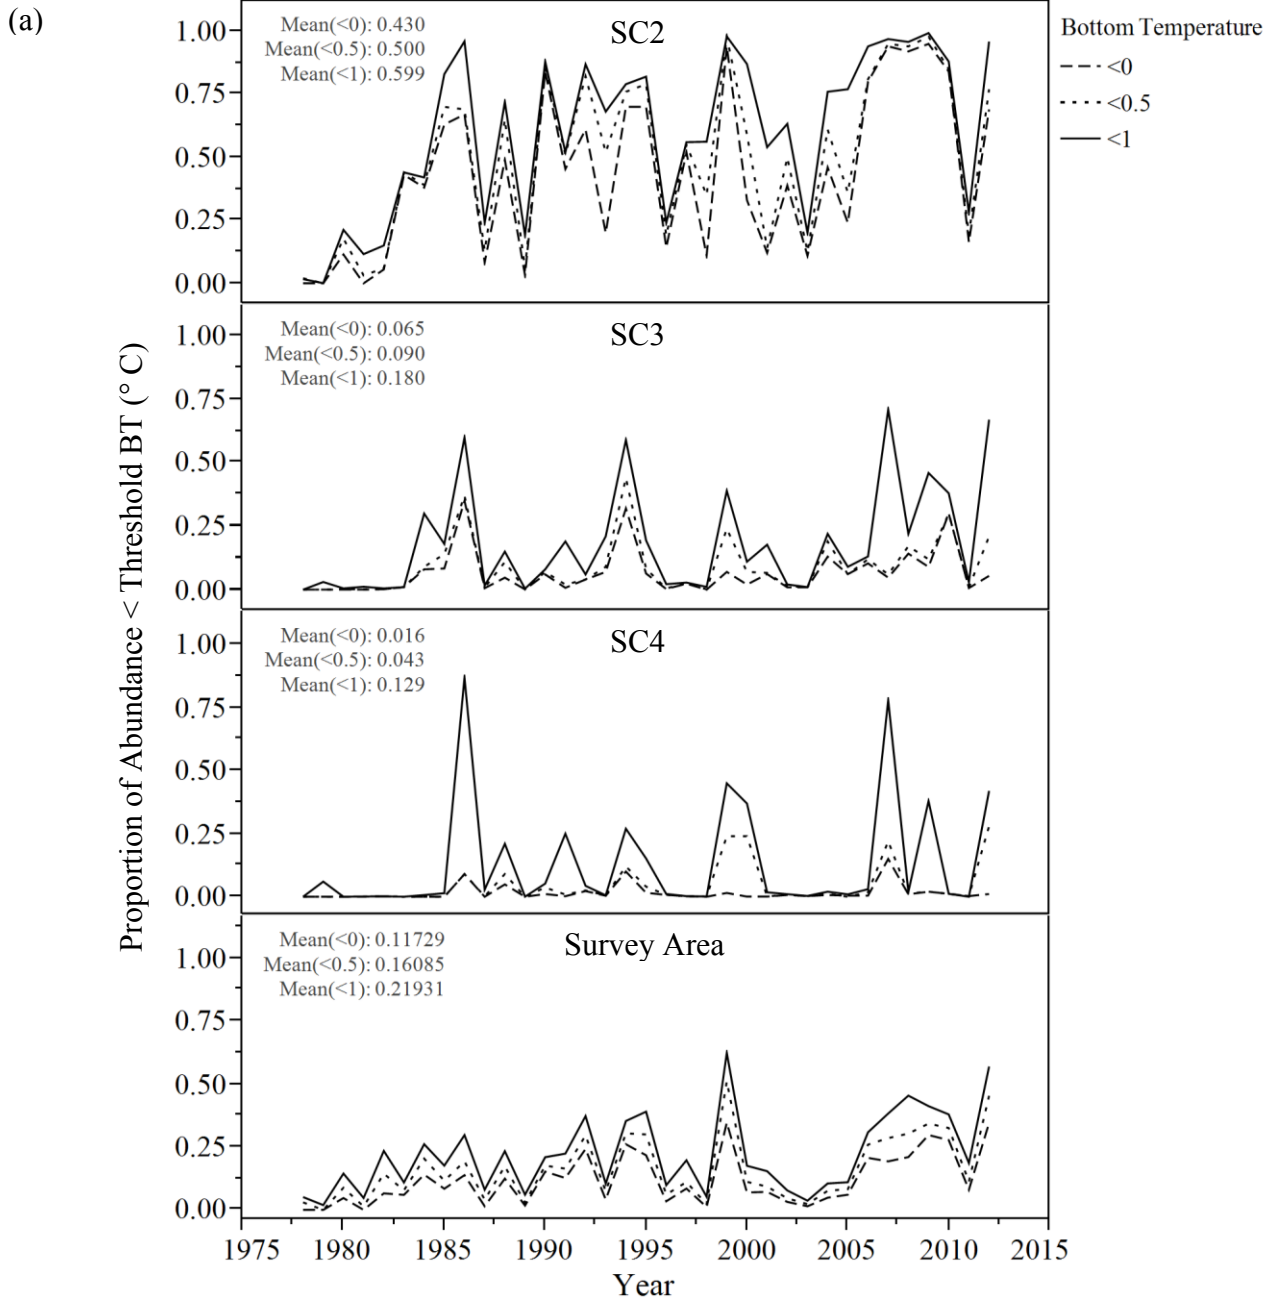 (a)
Proportion of Abundance < Threshold BT (° C)
SC2
Mean(<0): 0.430
Mean(<0.5): 0.500
Mean(<1): 0.599
1.00
0.75
0.50
0.25
0.00
Bottom Temperature
<0
<0.5
<1
SC3
Mean(<0): 0.065
Mean(<0.5): 0.090
Mean(<1): 0.180
1.00
0.75
0.50
0.25
0.00
SC4
Mean(<0): 0.016
Mean(<0.5): 0.043
Mean(<1): 0.129
1.00
0.75
0.50
0.25
0.00
Survey Area
Mean(<0): 0.11729
Mean(<0.5): 0.16085
Mean(<1): 0.21931
1.00
0.75
0.50
0.25
0.00
1975 1980 1985 1990 1995 2000 2005 2010 2015
Year